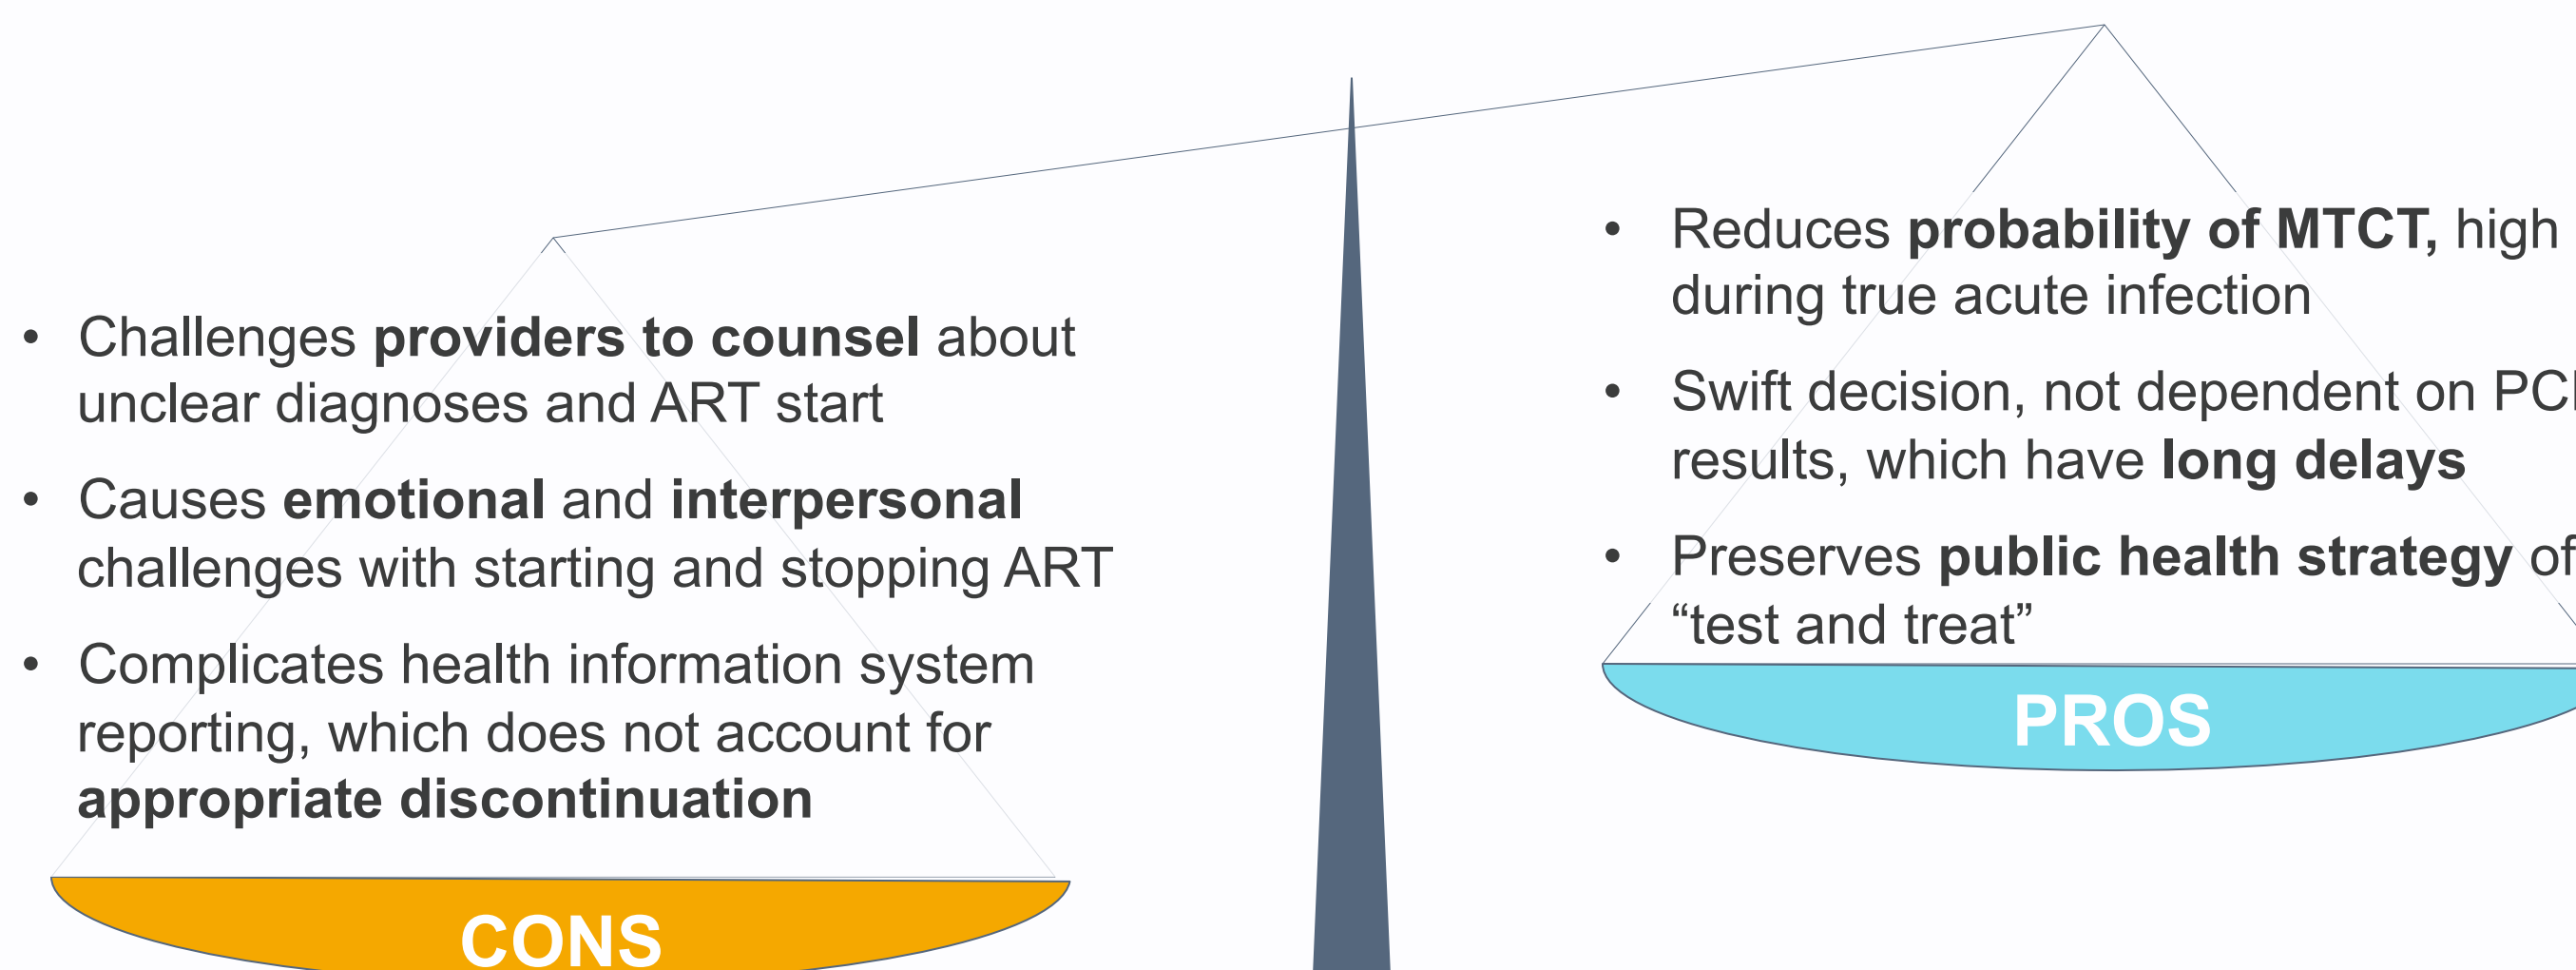 • Challenges providers to counsel about
unclear diagnoses and ART start
• Causes emotional and interpersonal
challenges with starting and stopping ART
• Complicates health information system
reporting, which does not account for
appropriate discontinuation
CONS
• Reduces probability of MTCT, high
during true acute infection
• Swift decision, not dependent on
results, which have long delays
• Preserves public health strategy of
“test and treat”
PROS